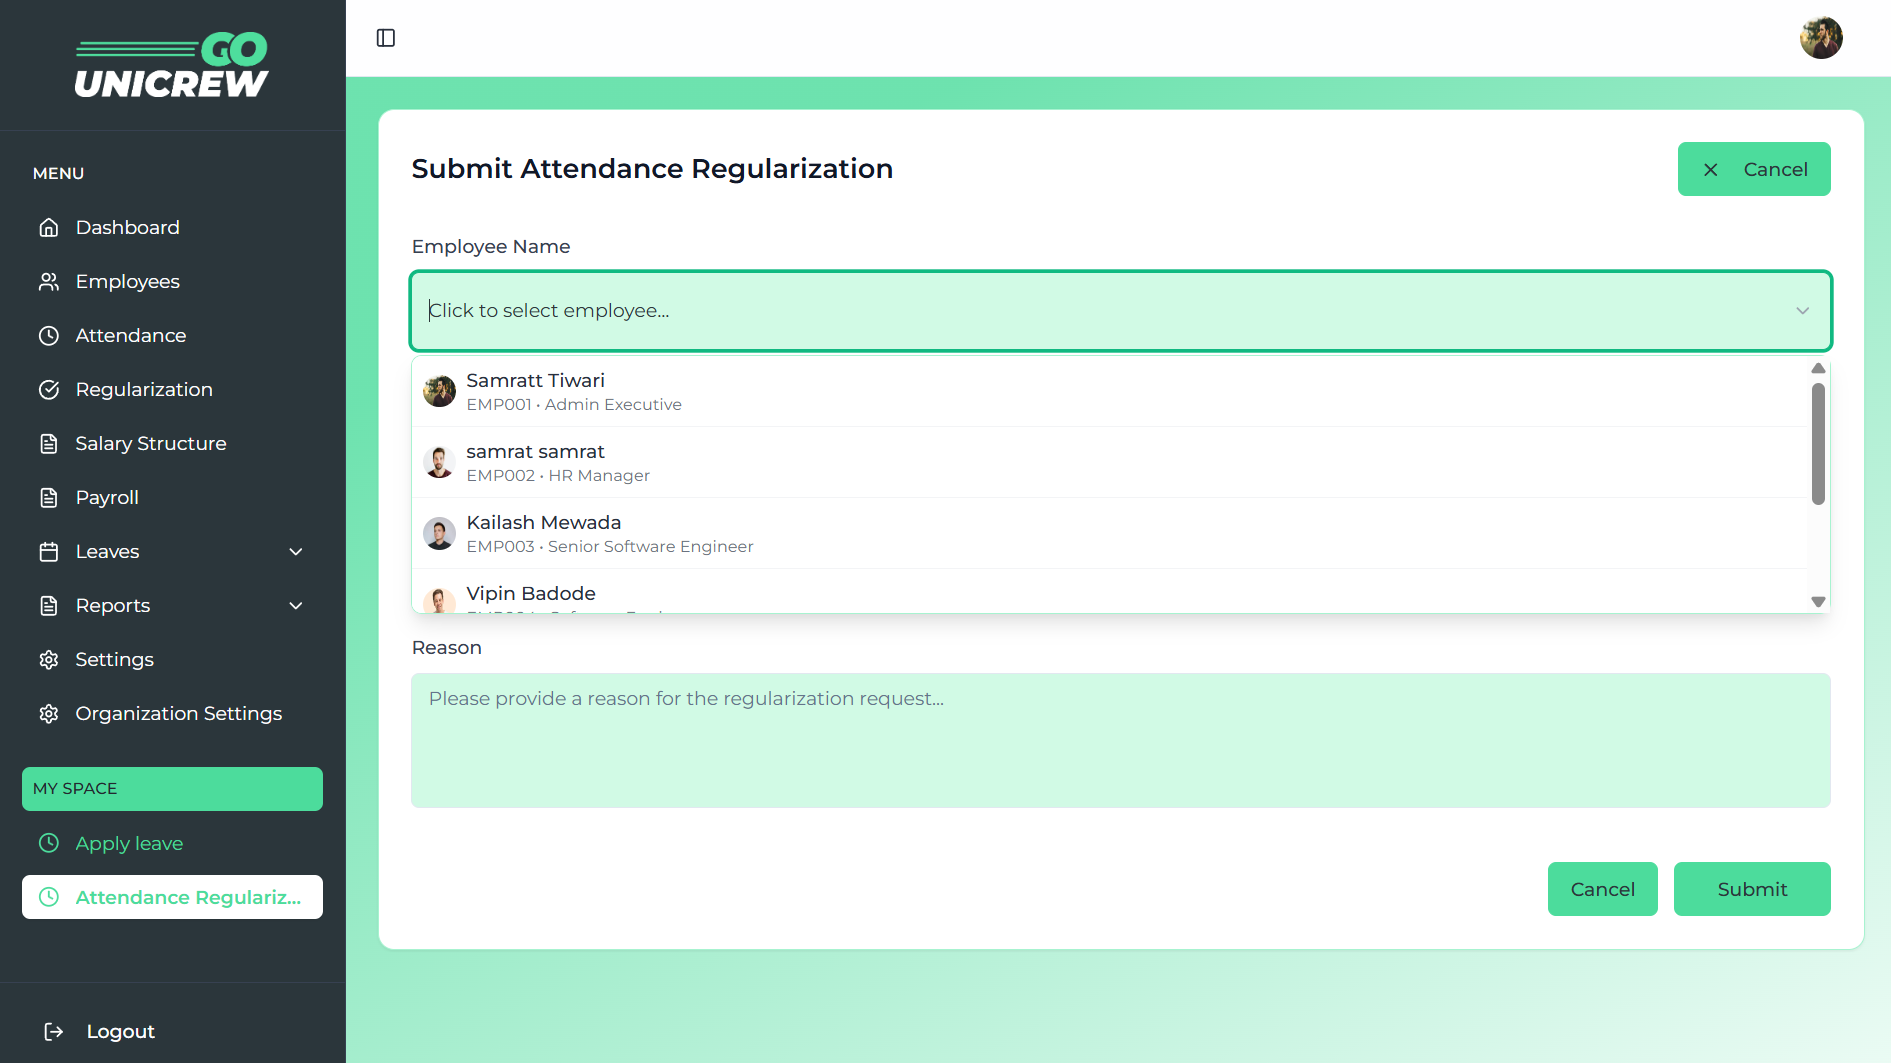 GO
UNICREW
MENU
Dashboard
Employees
Attendance
Regularization
Salary Structure
Payroll
Leaves
Reports
Settings
Organization Settings
MY SPACE
Apply leave
Attendance Regulariz...
Logout
Submit Attendance Regularization
Cancel
Employee Name
Click to select employee...
Samratt Tiwari
EMP001 • Admin Executive
samrat samrat
EMP002 • HR Manager
Kailash Mewada
EMP003 • Senior Software Engineer
Vipin Badode
Reason
Please provide a reason for the regularization request...
Cancel
Submit